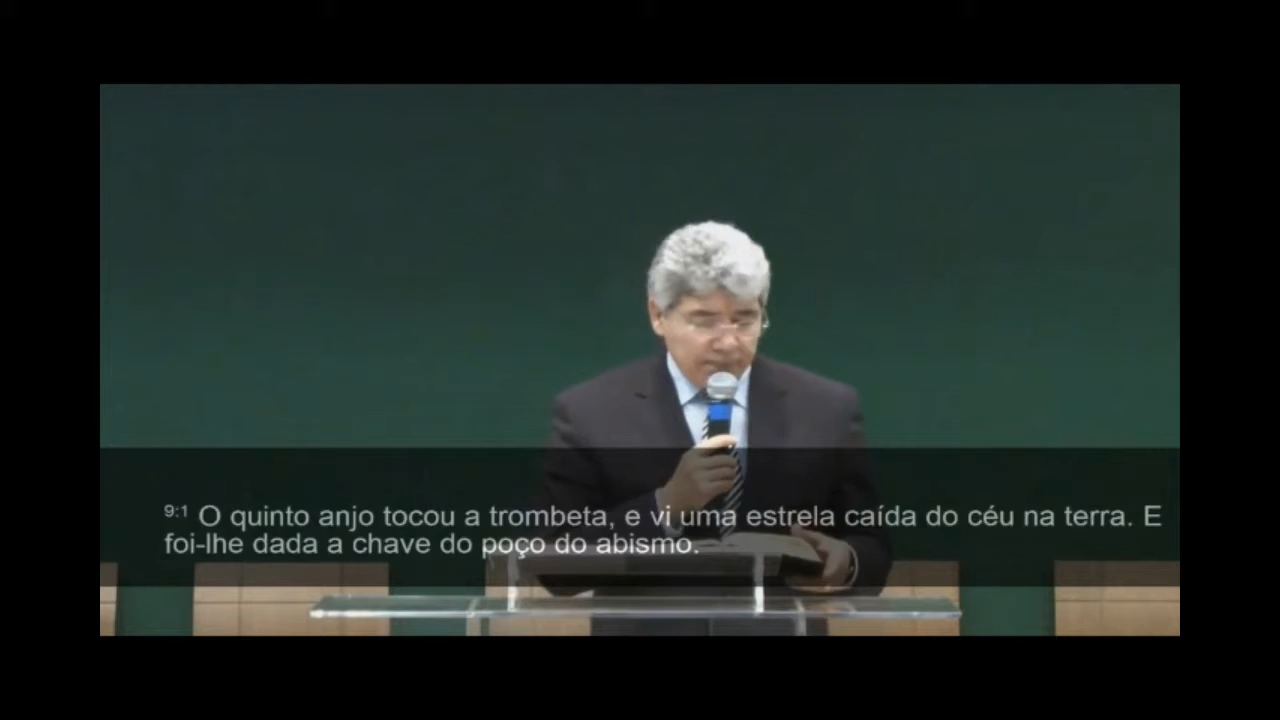 9:1 O quinto anjo tocou a trombeta, e vi uma estrela caída do céu na terra. E
foi-lhe dada a chave do poço do abismo.